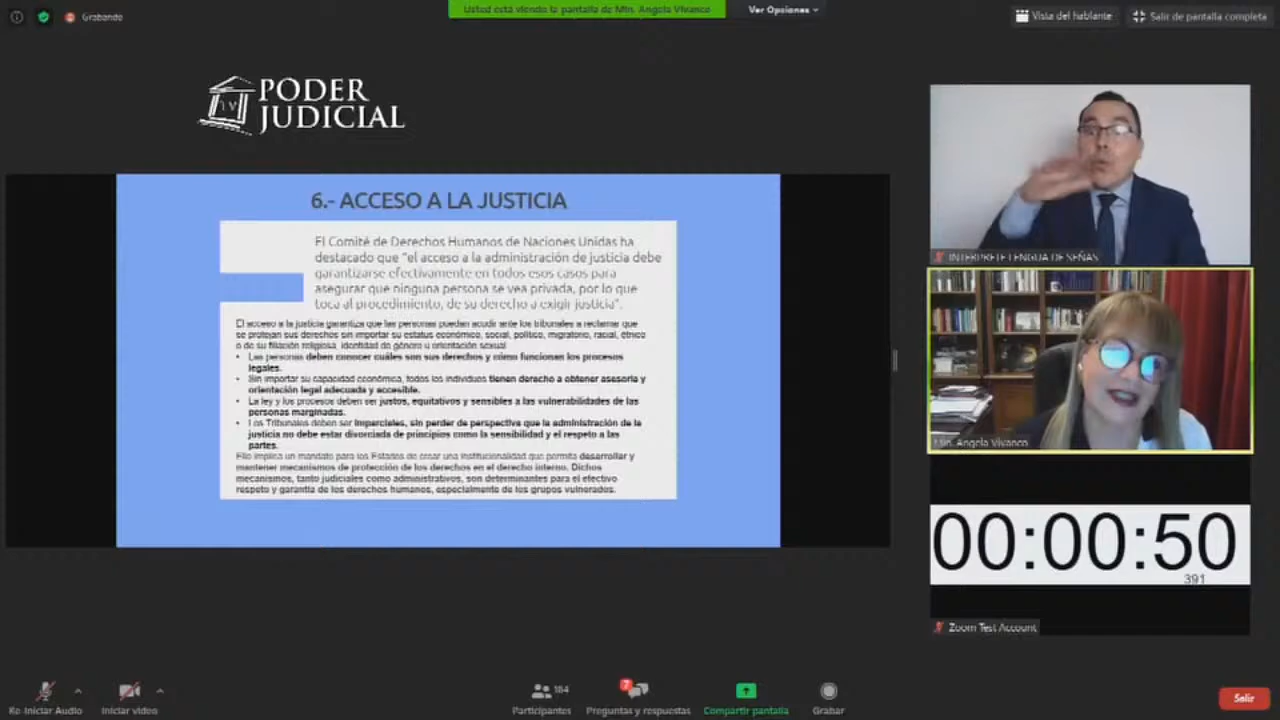 Grabando
Usted está viendo la pantalla de Min. Angela Vivanco
Ver Opciones
Vista del hablante
Salir de pantalla completa
PODER
JUDICIAL
6.- ACCESO A LA JUSTICIA
El Comité de Derechos Humanos de Naciones Unidas ha
destacado que "el acceso a la administración de justicia debe
garantizarse efectivamente en todos esos casos para
asegurar que ninguna persona se vea privada, por lo que
toca al procedimiento, de su derecho a exigir justicia".
El acceso a la justicia garantiza que las personas puedan acudir ante los tribunales a reclamar que
se protejan sus derechos sin importar su estatus económico, social, político, migratorio, racial, étnico
o de su filiación religiosa, identidad de género u orientación sexual
• Las personas deben conocer cuáles son sus derechos y cómo funcionan los procesos
legales.
• Sin importar su capacidad económica, todos los individuos tienen derecho a obtener asesoría y
orientación legal adecuada y accesible.
• La ley y los procesos deben ser justos, equitativos y sensibles a las vulnerabilidades de las
personas marginadas.
• Los Tribunales deben ser imparciales, sin perder de perspectiva que la administración de la
justicia no debe estar divorciada de principios como la sensibilidad y el respeto a las
partes.
Ello implica un mandato para los Estados de crear una institucionalidad que permita desarrollar y
mantener mecanismos de protección de los derechos en el derecho interno. Dichos
mecanismos, tanto judiciales como administrativos, son determinantes para el efectivo
respeto y garantía de los derechos humanos, especialmente de los grupos vulnerados.
INTERPRETE LENGUA DE SEÑAS
Min. Angela Vivanco
00:00:50
391
Zoom Test Account
Re-Iniciar Audio
Iniciar video
184
Participantes
7
Preguntas y respuestas
Compartir pantalla
Grabar
Salir